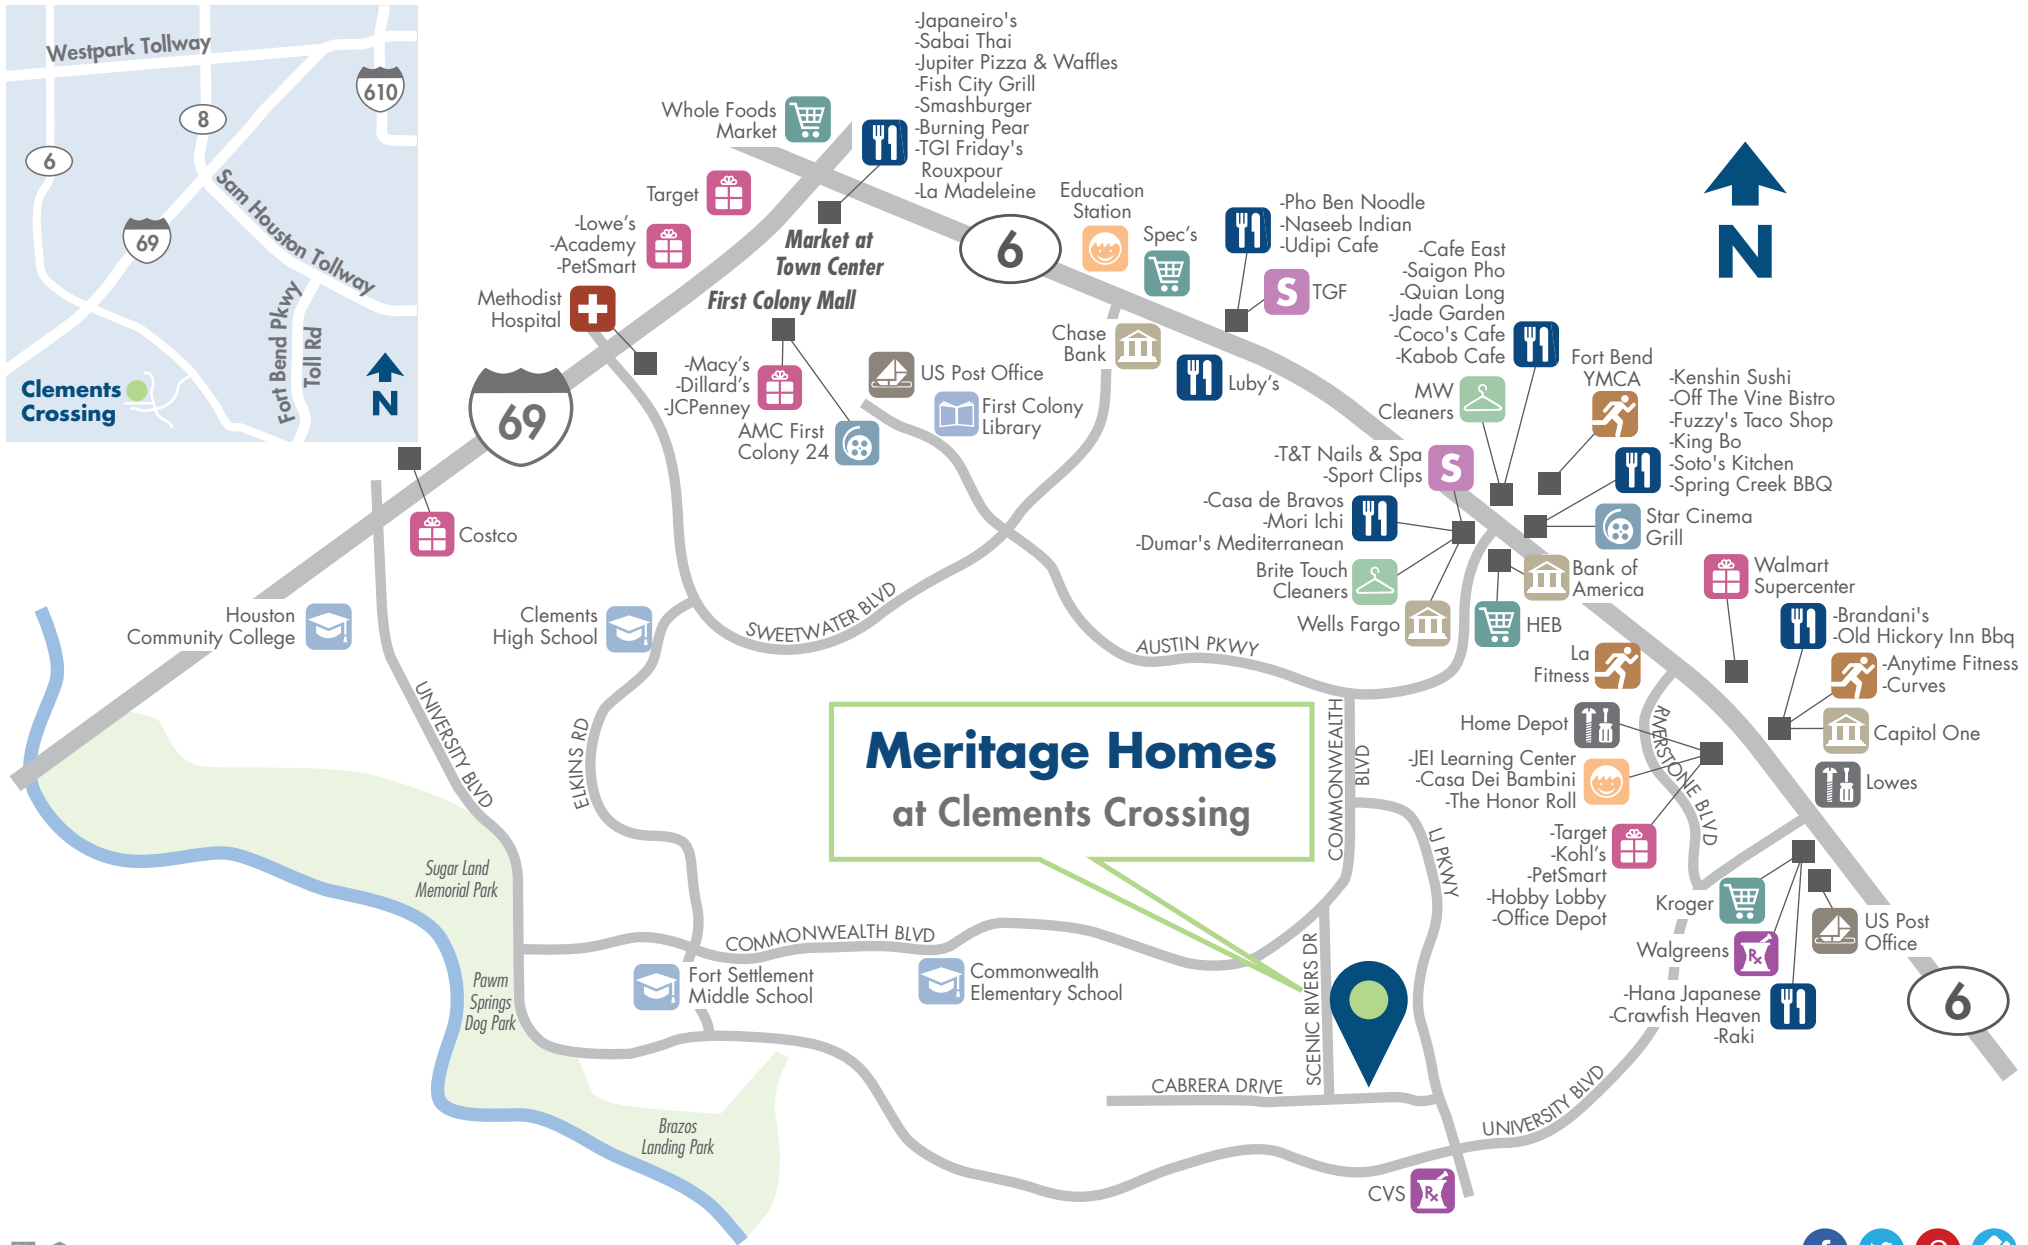 Westpark Tollway
610
8
6
Sam Houston Tollway
69
Fort Bend Pkwy
Toll Rd
Clements
Crossing
N
-Japaneiro's
-Sabai Thai
-Jupiter Pizza & Waffles
-Fish City Grill
-Smashburger
-Burning Pear
-TGI Friday's
Rouxpour
-La Madeleine
Whole Foods
Market
Target
-Lowe's
-Academy
-PetSmart
Market at
Town Center
First Colony Mall
Methodist
Hospital
6
Education
Station
Spec's
-Pho Ben Noodle
-Naseeb Indian
-Udipi Cafe
S
TGF
N
-Cafe East
-Saigon Pho
-Quian Long
-Jade Garden
-Coco's Cafe
-Kabob Cafe
Chase
Bank
Luby's
-Macy's
-Dillard's
-JCPenney
US Post Office
First Colony
Library
AMC First
Colony 24
69
MW
Cleaners
Fort Bend
YMCA
-Kenshin Sushi
-Off The Vine Bistro
-Fuzzy's Taco Shop
-King Bo
-Soto's Kitchen
-Spring Creek BBQ
-T&T Nails & Spa
-Sport Clips
S
-Casa de Bravos
-Mori Ichi
-Dumar's Mediterranean
Star Cinema
Grill
Costco
Brite Touch
Cleaners
Bank of
America
Walmart
Supercenter
Wells Fargo
HEB
-Brandani's
-Old Hickory Inn Bbq
Houston
Community College
Clements
High School
SWEETWATER BLVD
AUSTIN PKWY
La
Fitness
-Anytime Fitness
-Curves
UNIVERSITY BLVD
ELKINS RD
Meritage Homes
at Clements Crossing
COMMONWEALTH
BLVD
Home Depot
RIVERSTONE BLVD
Capitol One
-JEI Learning Center
-Casa Dei Bambini
-The Honor Roll
Lowes
LJ PKWY
-Target
-Kohl's
-PetSmart
-Hobby Lobby
-Office Depot
Sugar Land
Memorial Park
Kroger
US Post
Office
COMMONWEALTH BLVD
Walgreens
Rx
SCENIC RIVERS DR
Fort Settlement
Middle School
Commonwealth
Elementary School
Pawm
Springs
Dog Park
-Hana Japanese
-Crawfish Heaven
-Raki
6
CABRERA DRIVE
UNIVERSITY BLVD
Brazos
Landing Park
CVS
Rx